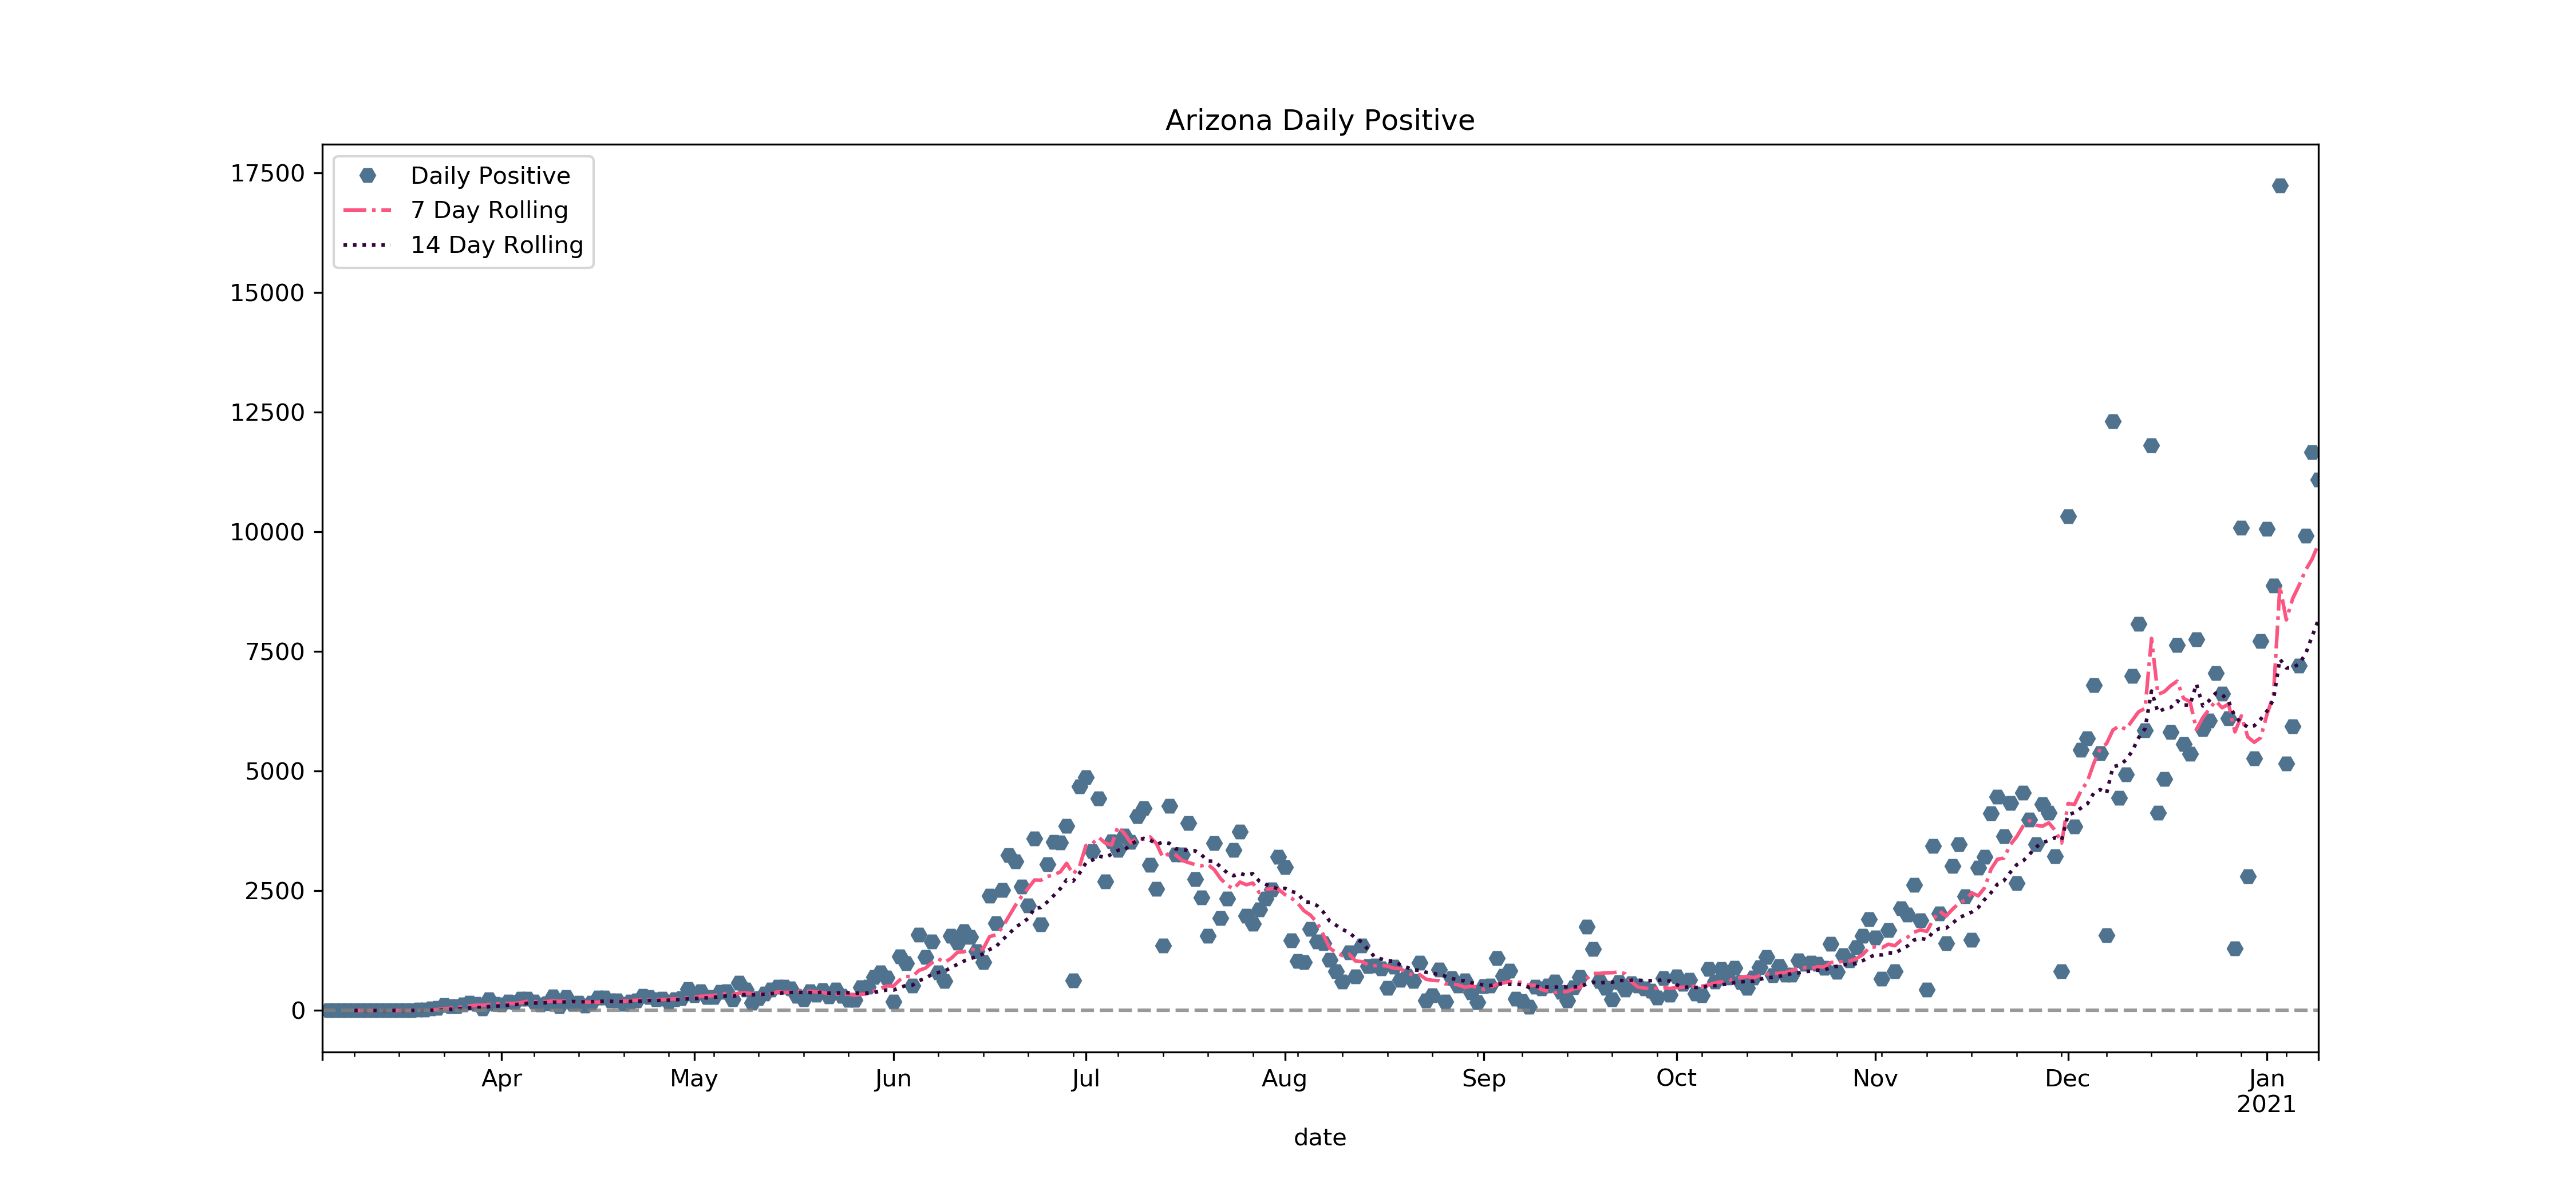 Arizona Daily Positive
17500
15000
12500
10000
7500
5000
2500
0
Daily Positive
7 Day Rolling
14 Day Rolling
Apr May Jun Jul Aug Sep Oct Nov Dec Jan
2021
date